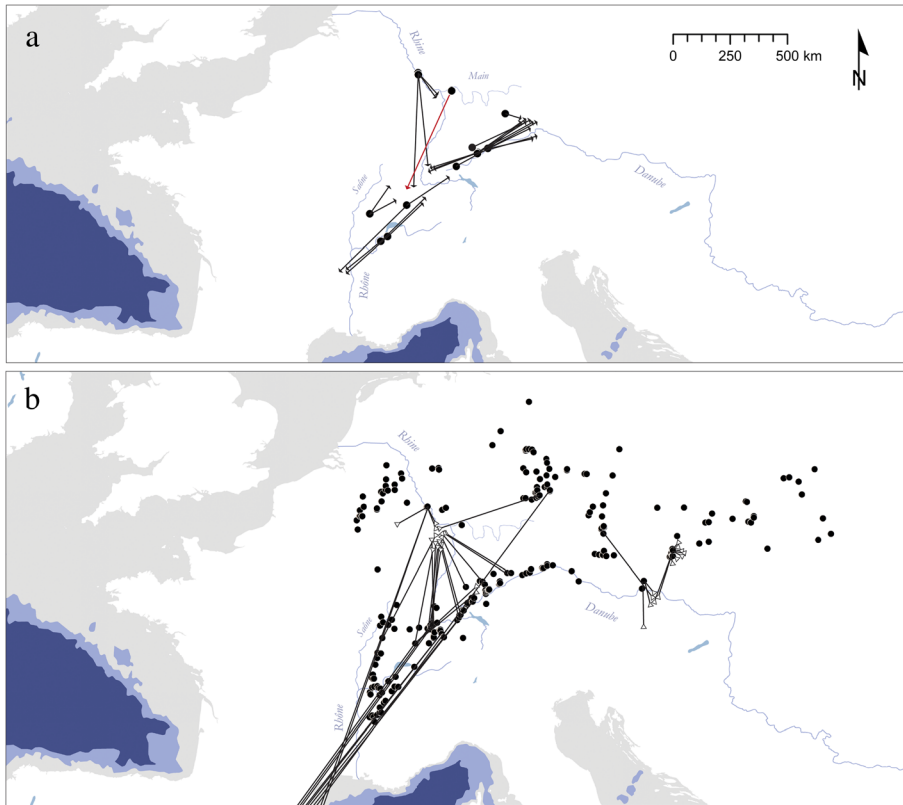 a
Rhine
Main
0 250 500 km
N
Saône
Danube
Rhône
b
Rhine
Danube
Saône
Rhône